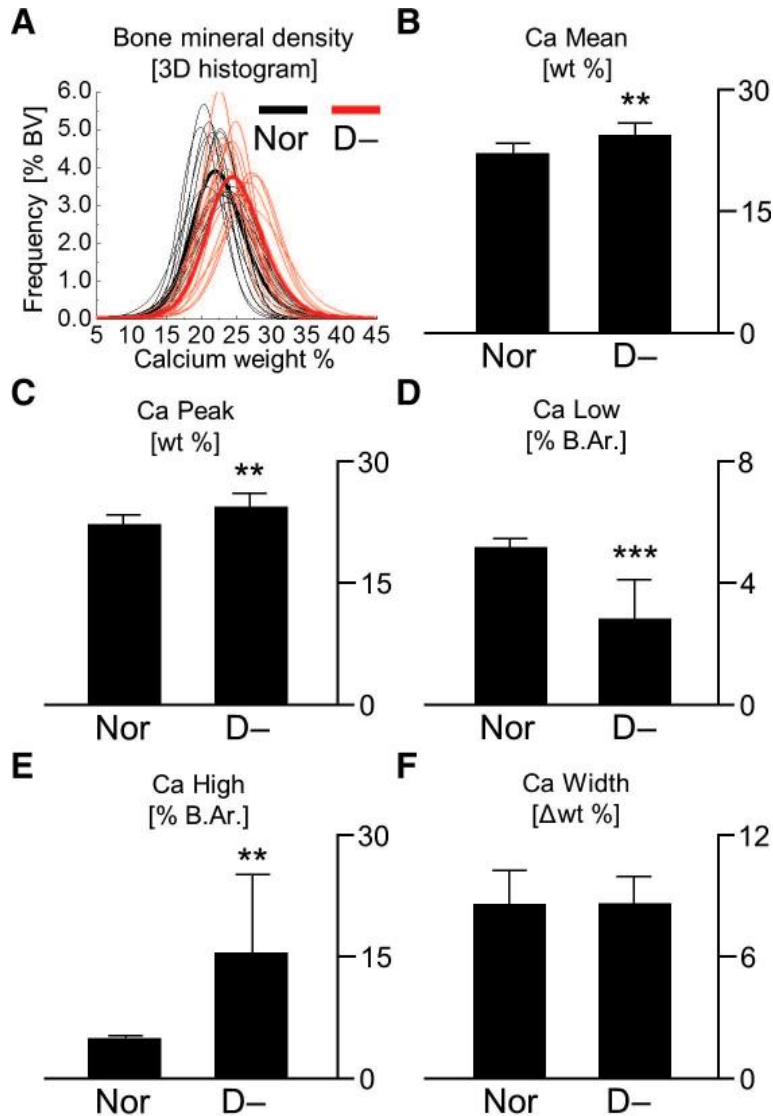 A
Bone mineral density
[3D histogram]
Frequency [% BV]
6.0
5.0
4.0
3.0
2.0
1.0
0.0
Nor D–
5 10 15 20 25 30 35 40 45
Calcium weight %
B
Ca Mean
[wt %]
**
30
15
0
Nor D–
C
Ca Peak
[wt %]
**
30
15
0
Nor D–
D
Ca Low
[% B.Ar.]
***
8
4
0
Nor D–
E
Ca High
[% B.Ar.]
**
30
15
0
Nor D–
F
Ca Width
[Δwt %]
12
6
0
Nor D–